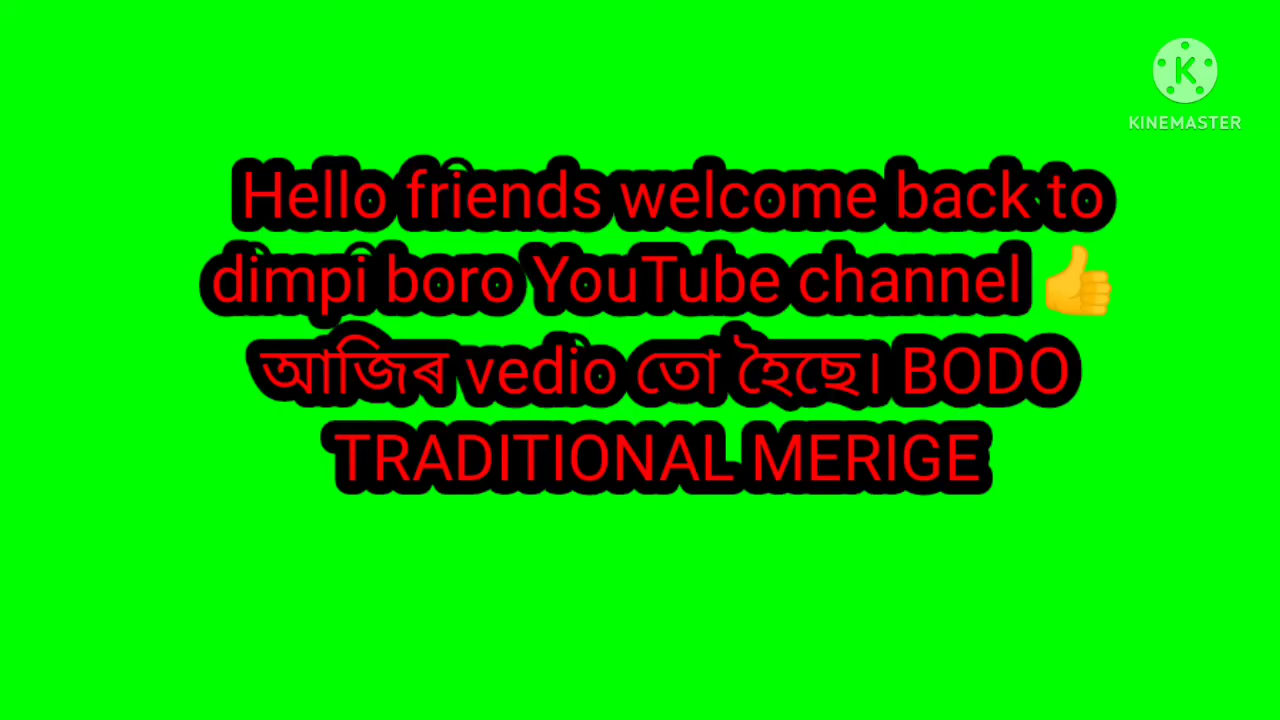 KINEMASTER
Hello friends welcome back to
dimpi boro YouTube channel 👍
আজিৰ vedio তো হৈছে। BODO
TRADITIONAL MERIGE